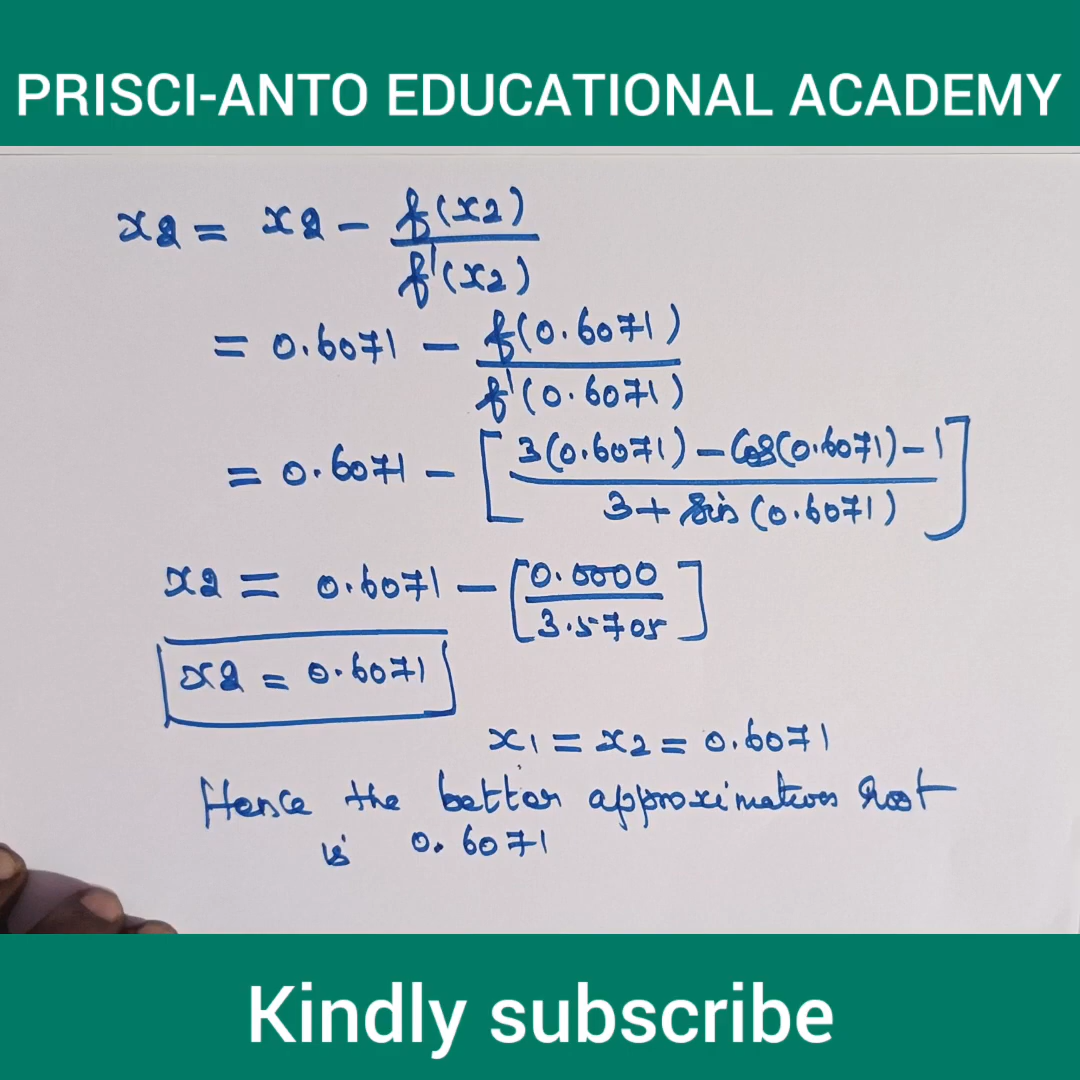 PRISCI-ANTO EDUCATIONAL ACADEMY
x2 = x2 - f(x2) / f'(x2)
= 0.6071 - f(0.6071) / f'(0.6071)
= 0.6071 - [3(0.6071) - Cos(0.6071) - 1 / 3 + sin (0.6071)]
x2 = 0.6071 - [0.0000 / 3.5705]
x2 = 0.6071
x1 = x2 = 0.6071
Hence the better approximation root
is 0.6071
Kindly subscribe